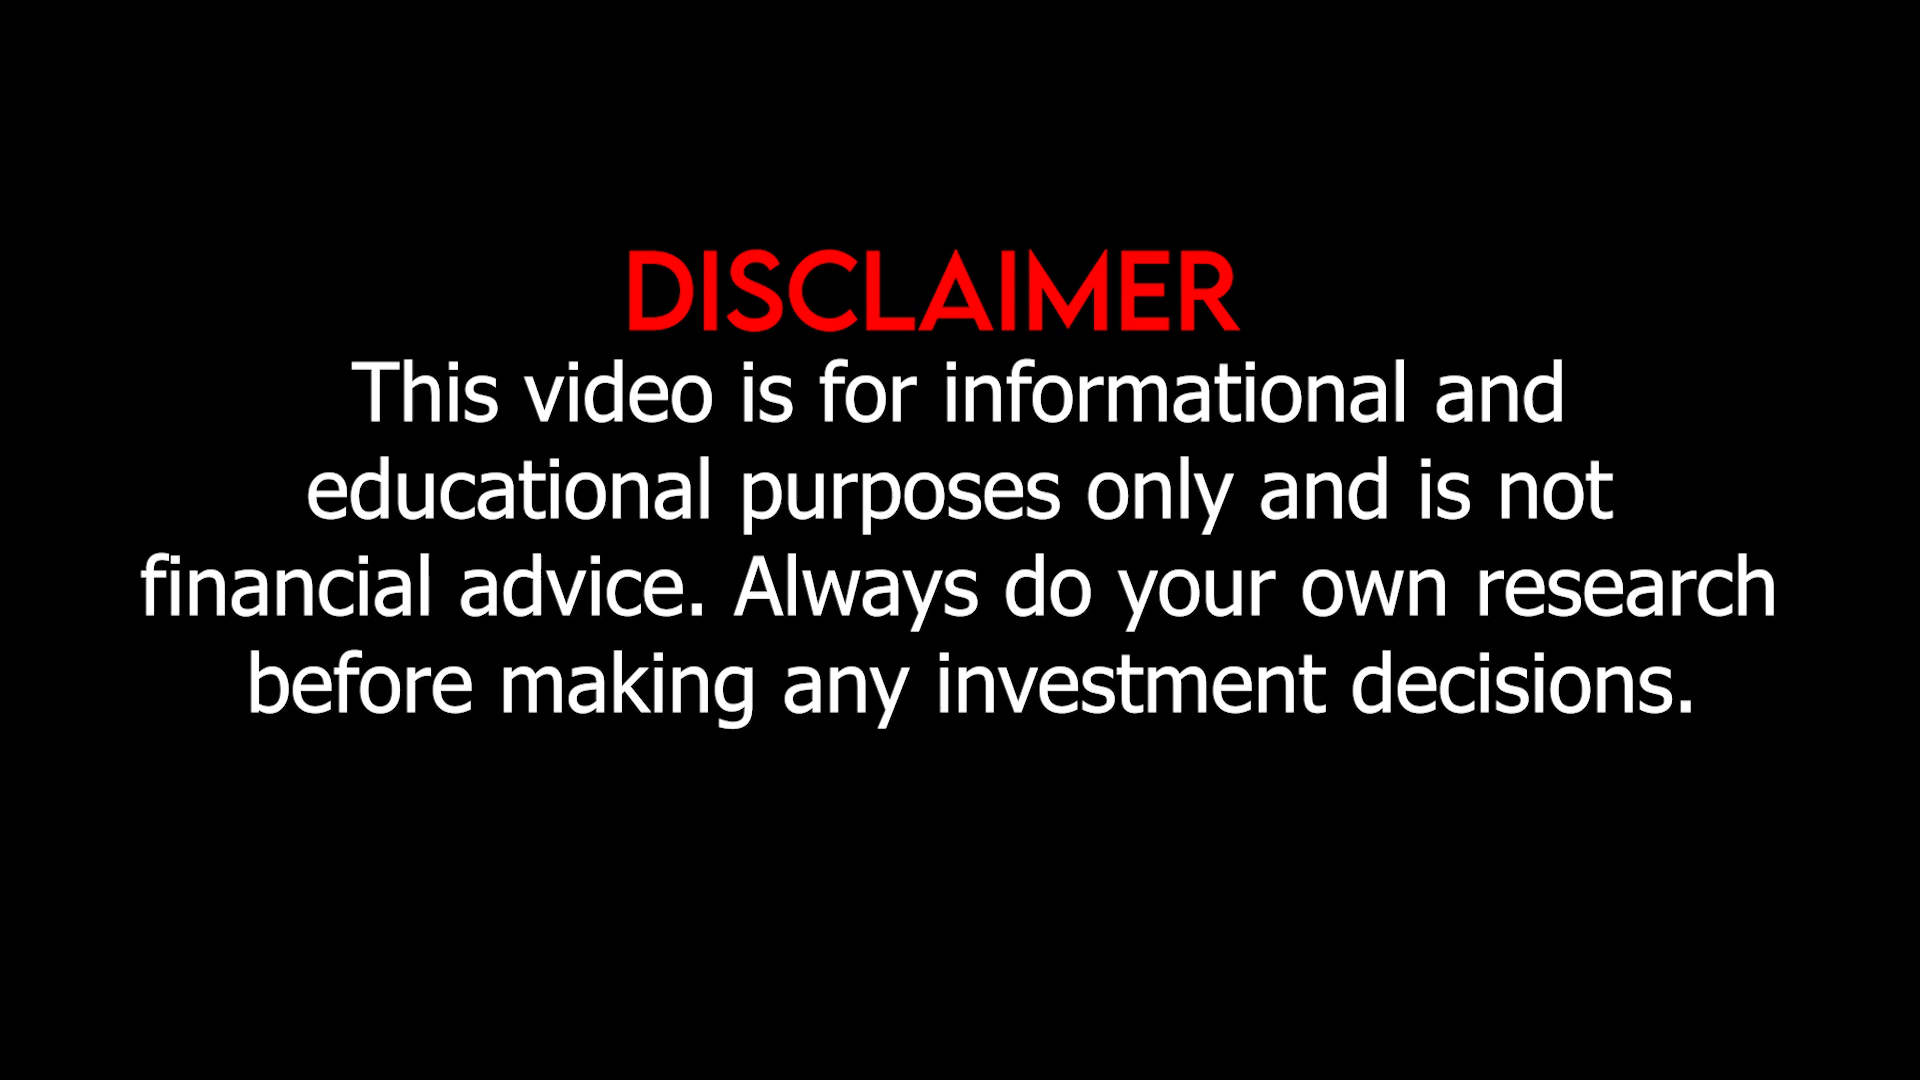 DISCLAIMER
This video is for informational and
educational purposes only and is not
financial advice. Always do your own research
before making any investment decisions.